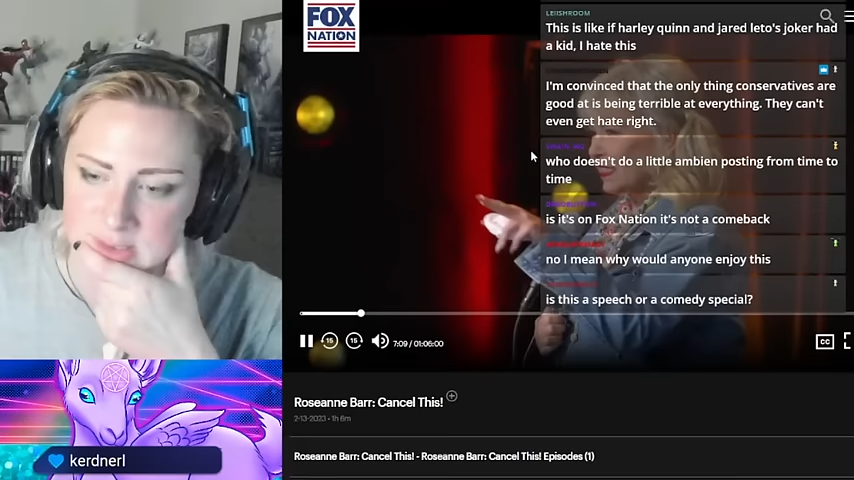 FOX
NATION
LEIISHROOM
This is like if harley quinn and jared leto's joker had
a kid, I hate this
I'm convinced that the only thing conservatives are
good at is being terrible at everything. They can't
even get hate right.
who doesn't do a little ambien posting from time to
time
is it's on Fox Nation it's not a comeback
no I mean why would anyone enjoy this
is this a speech or a comedy special?
15
15
7:09 / 01:06:00
CC
Roseanne Barr: Cancel This!
2-13-2023 • 1h 6m
Roseanne Barr: Cancel This! - Roseanne Barr: Cancel This! Episodes (1)
kerdnerl